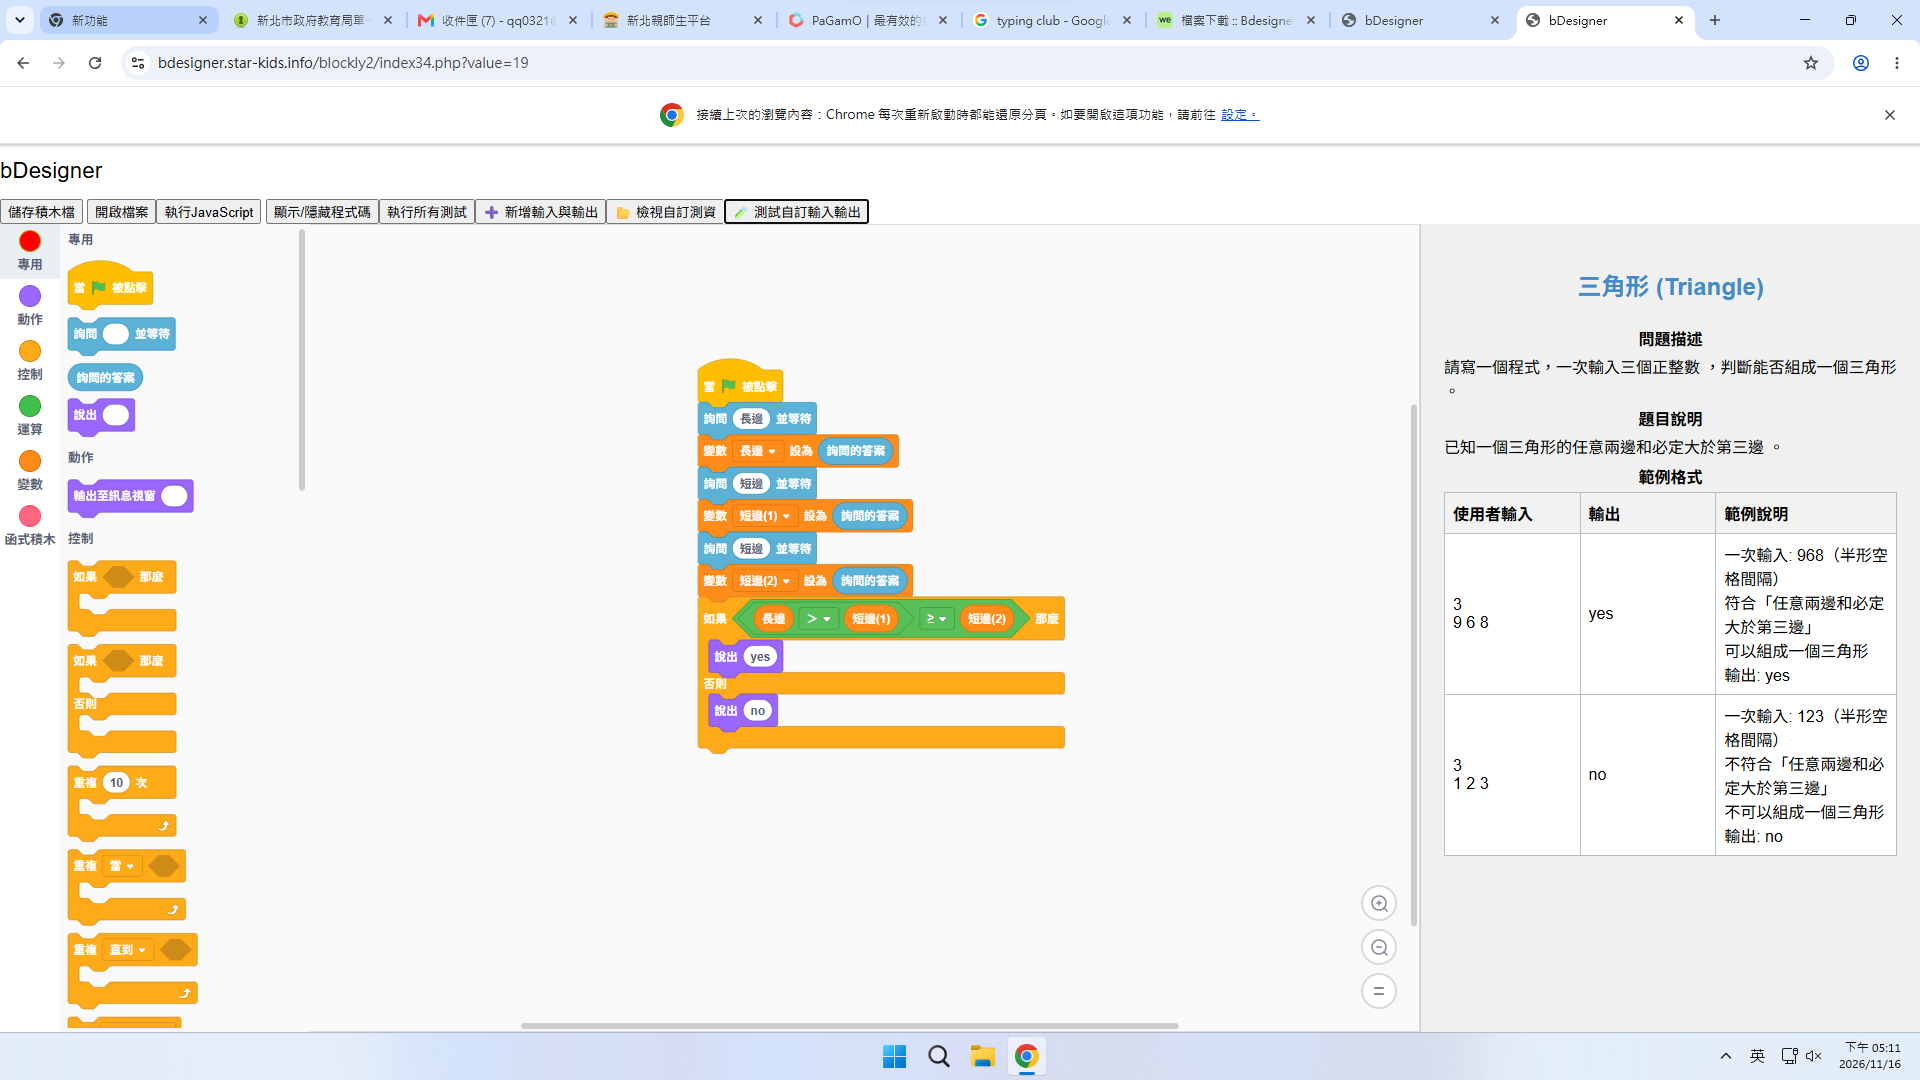 新功能
新北市政府教育局單一
收件匣 (7) - qq0321
新北親師生平台
PaGamO | 最有效的
typing club - Google
檔案下載 :: Bdesigne
bDesigner
bDesigner
bdesigner.star-kids.info/blockly2/index34.php?value=19
接續上次的瀏覽內容：Chrome 每次重新啟動時都能還原分頁。如要開啟這項功能，請前往 設定。
bDesigner
儲存積木檔 開啟檔案 執行JavaScript 顯示/隱藏程式碼 執行所有測試 新增輸入與輸出 檢視自訂測資 測試自訂輸入輸出
專用
動作
控制
運算
變數
函式積木
專用
當 被點擊
詢問 並等待
詢問的答案
說出
動作
輸出至訊息視窗
控制
如果 那麼
如果 那麼
否則
重複 10 次
重複 當
重複 直到
當 被點擊
詢問 長邊 並等待
變數 長邊 設為 詢問的答案
詢問 短邊 並等待
變數 短邊(1) 設為 詢問的答案
詢問 短邊 並等待
變數 短邊(2) 設為 詢問的答案
如果 長邊 > 短邊(1) ≥ 短邊(2) 那麼
說出 yes
否則
說出 no
三角形 (Triangle)
問題描述
請寫一個程式，一次輸入三個正整數 ，判斷能否組成一個三角形
。
題目說明
已知一個三角形的任意兩邊和必定大於第三邊 。
範例格式
使用者輸入 輸出 範例說明
3
9 6 8
yes
一次輸入: 968（半形空
格間隔）
符合「任意兩邊和必定
大於第三邊」
可以組成一個三角形
輸出: yes
3
1 2 3
no
一次輸入: 123（半形空
格間隔）
不符合「任意兩邊和必
定大於第三邊」
不可以組成一個三角形
輸出: no
英
下午 05:11
2026/11/16